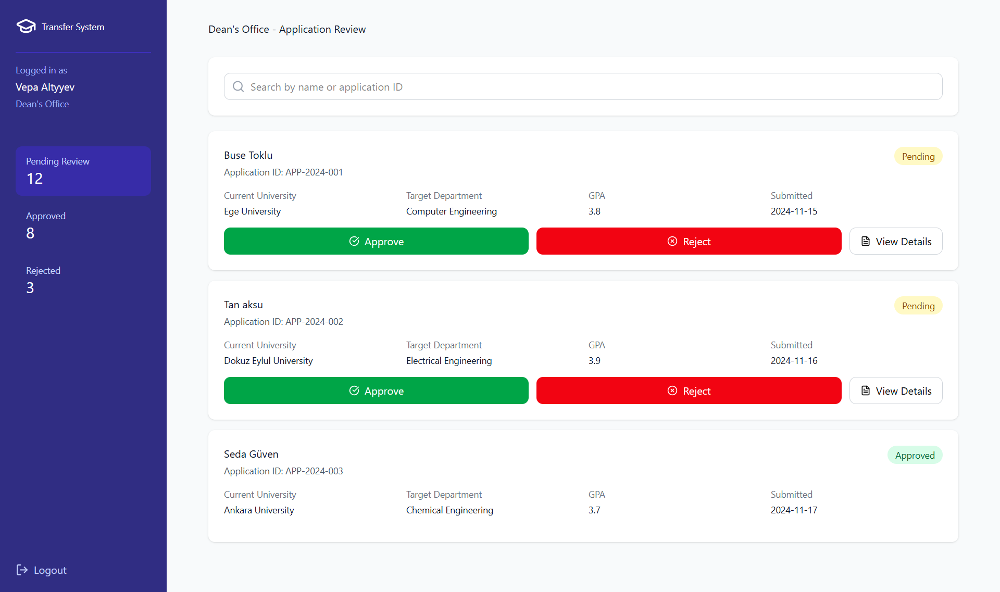 Transfer System
Logged in as
Vepa Altyyev
Dean's Office
Pending Review
12
Approved
8
Rejected
3
Logout
Dean's Office - Application Review
Search by name or application ID
Buse Toklu
Pending
Application ID: APP-2024-001
Current University Target Department GPA Submitted
Ege University Computer Engineering 3.8 2024-11-15
Approve Reject View Details
Tan aksu
Pending
Application ID: APP-2024-002
Current University Target Department GPA Submitted
Dokuz Eylul University Electrical Engineering 3.9 2024-11-16
Approve Reject View Details
Seda Güven
Approved
Application ID: APP-2024-003
Current University Target Department GPA Submitted
Ankara University Chemical Engineering 3.7 2024-11-17